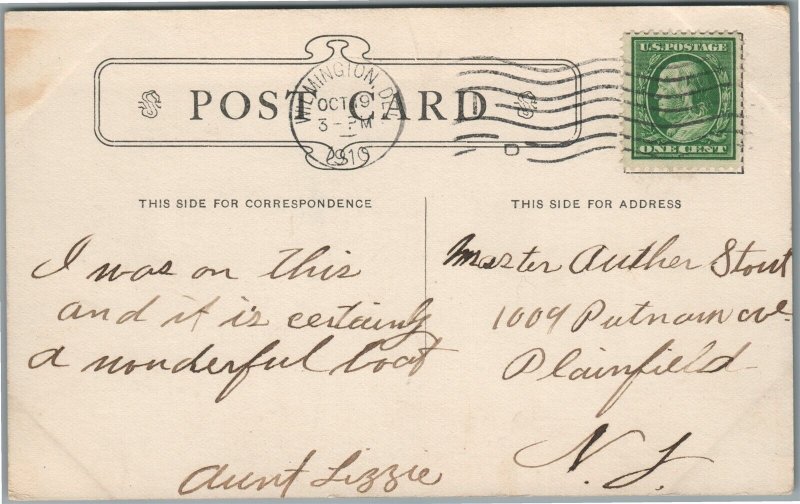 POST CARD
WILMINGTON, DEL.
OCT 9
3 - PM
1910
D
U.S. POSTAGE
ONE CENT
THIS SIDE FOR CORRESPONDENCE
THIS SIDE FOR ADDRESS
I was on this
and it is certainly
a wonderful boat
Aunt Lizzie
Master Auther Stout
1009 Putnam ave
Plainfield
N. J.